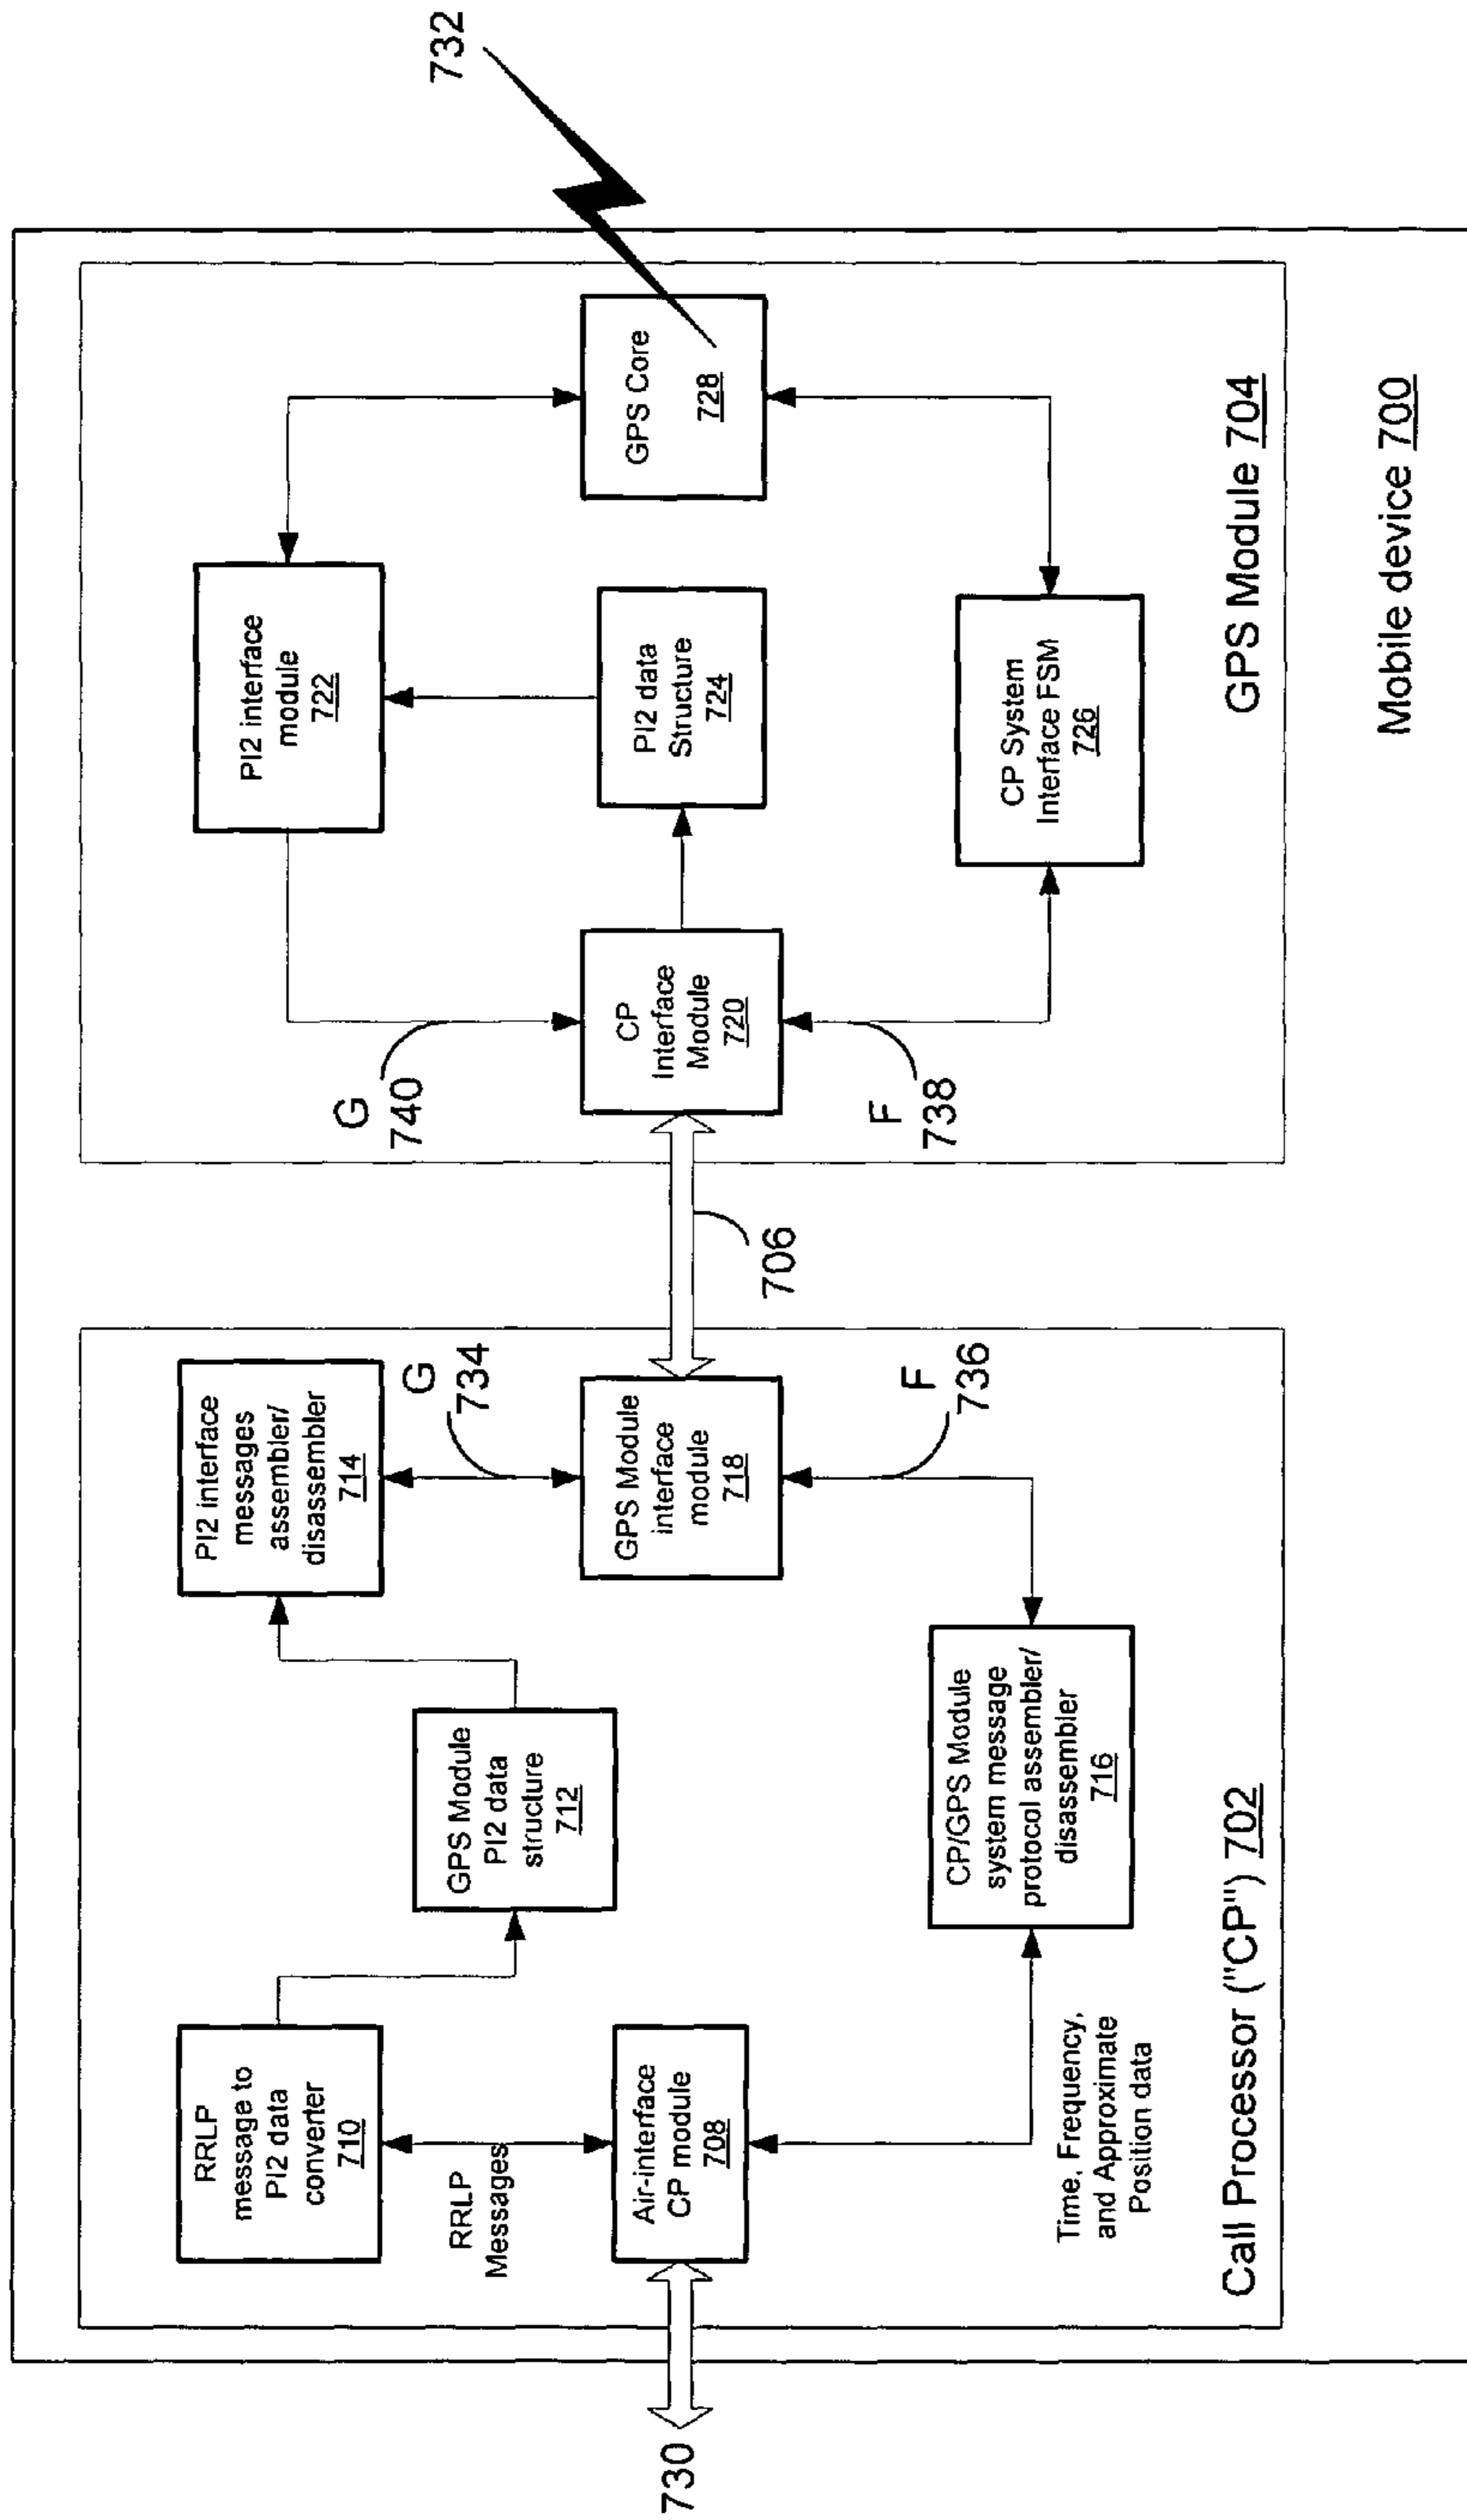 730
RRLP
message to
PI2 data
converter
710
RRLP
Messages
Air-interface
CP module
708
Time, Frequency,
and Approximate
Position data
GPS Module
PI2 data
structure
712
CP/GPS Module
system message
protocol assembler/
disassembler
716
PI2 interface
messages
assembler/
disassembler
714
G
734
GPS Module
interface
module
718
F
736
Call Processor ("CP") 702
706
G
740
CP
Interface
Module
720
F
738
PI2 interface
module
722
PI2 data
Structure
724
CP System
Interface FSM
726
GPS Core
728
732
GPS Module 704
Mobile device 700